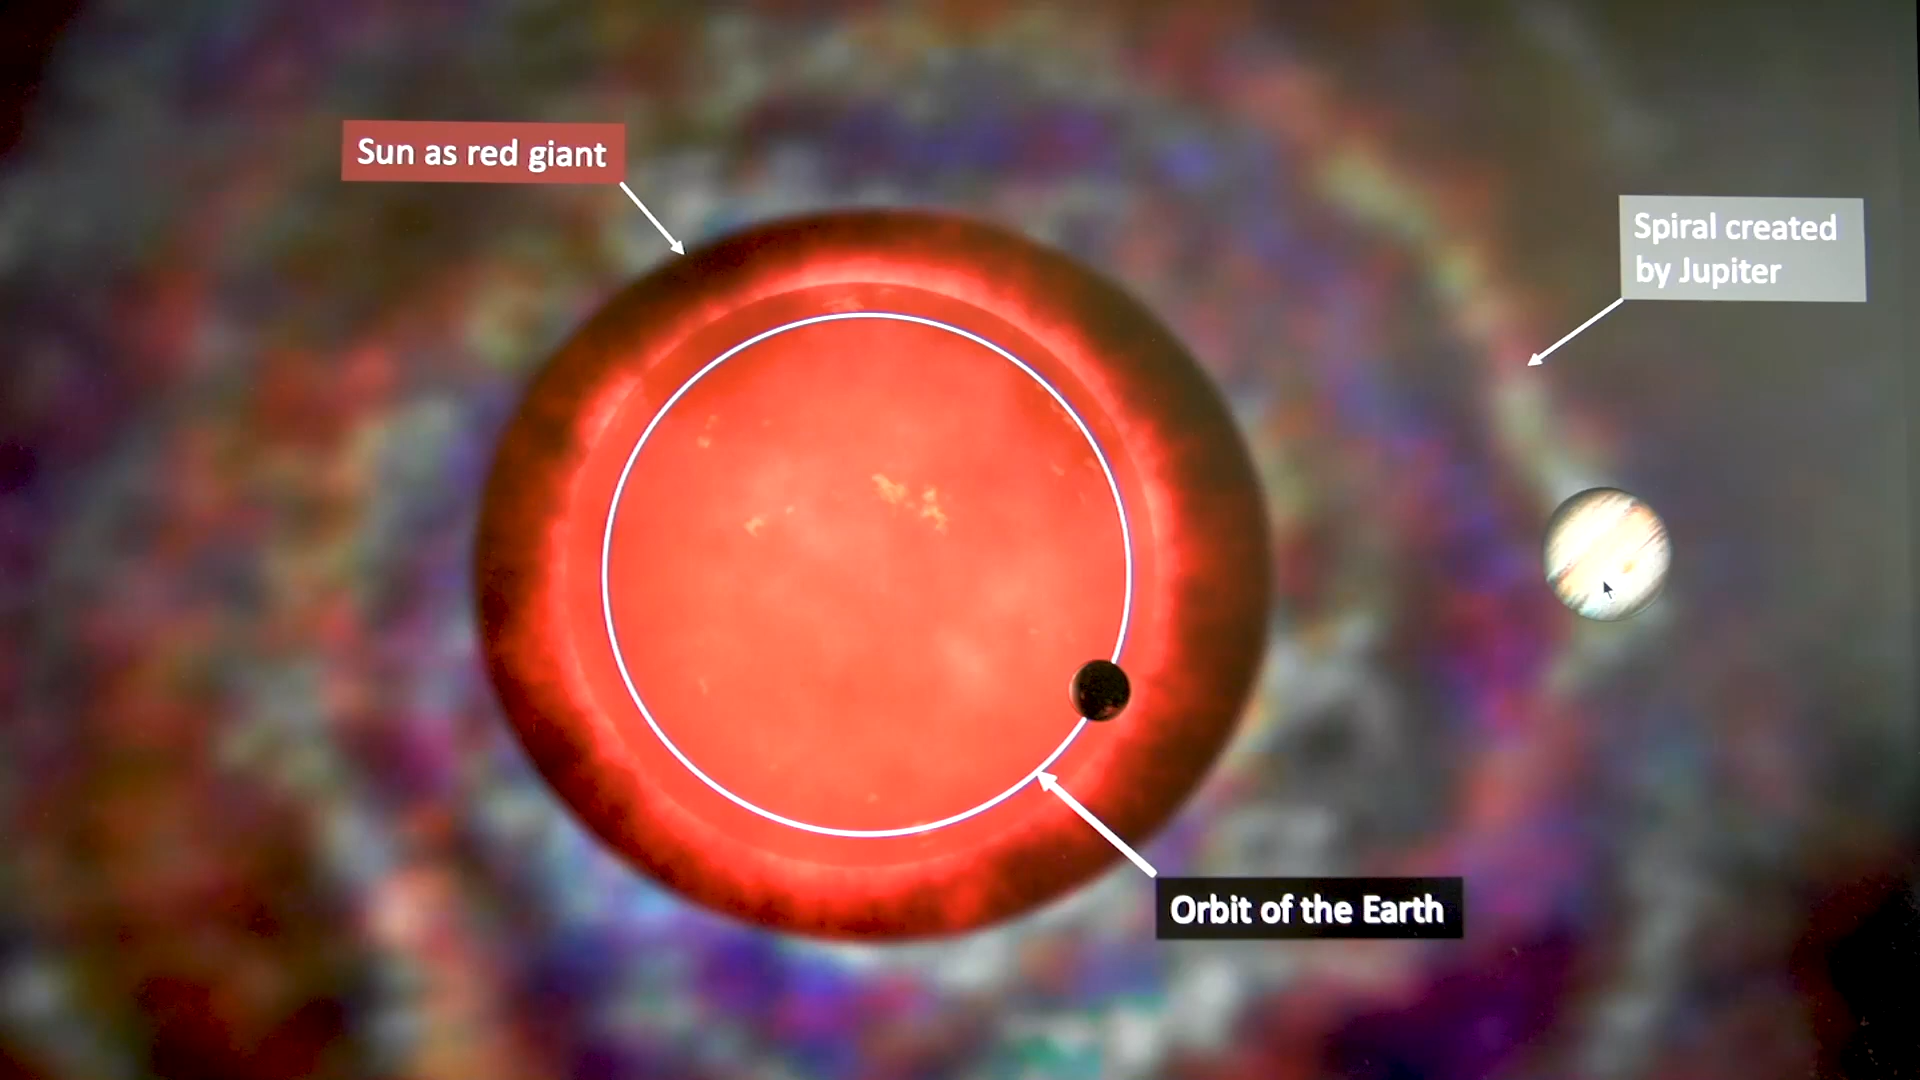 Sun as red giant
Spiral created
by Jupiter
Orbit of the Earth